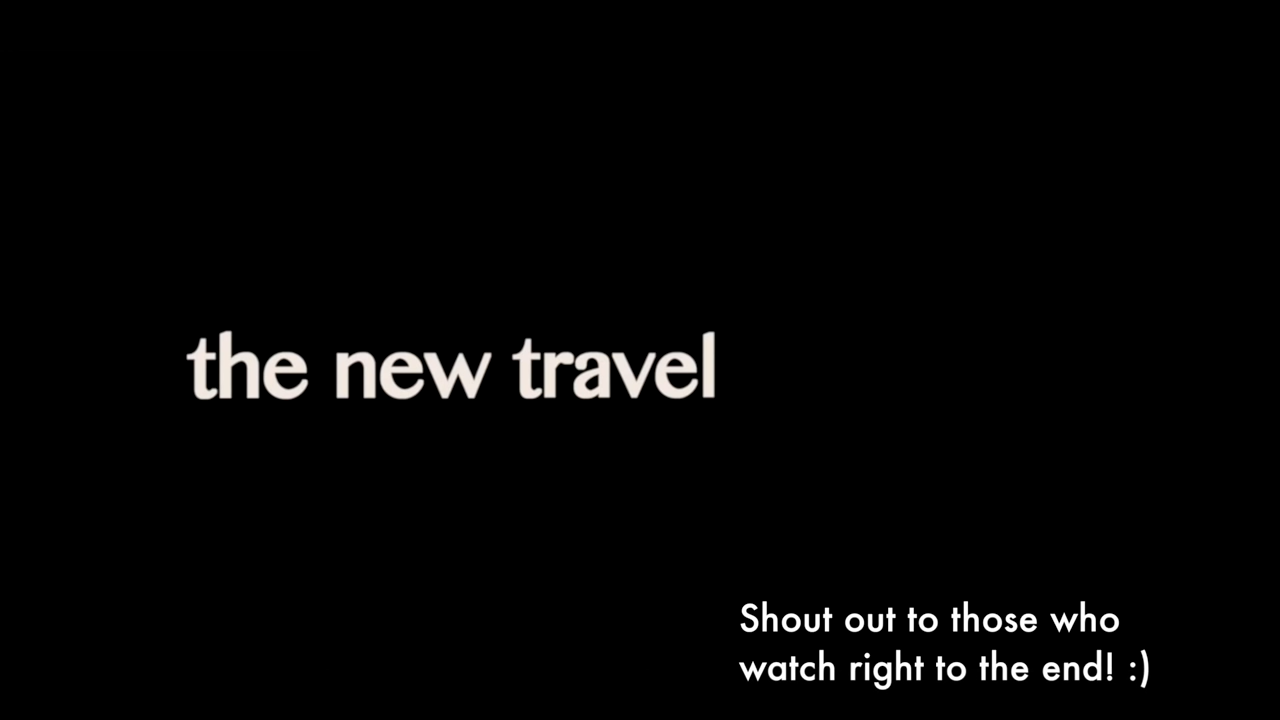 the new travel
Shout out to those who
watch right to the end! :)